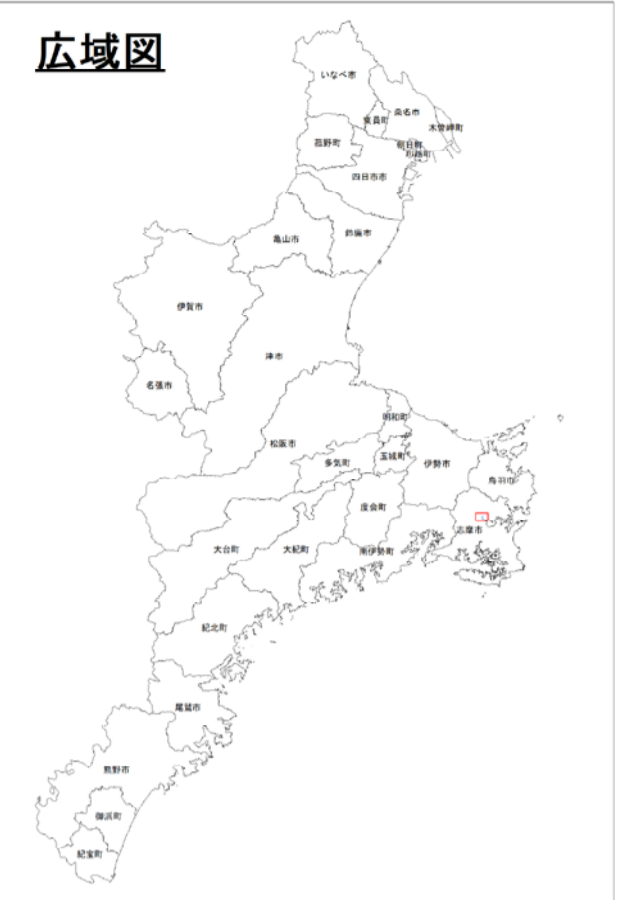 広域図
いなべ市
桑名市
東員町
木曽岬町
菰野町
朝日町
川越町
四日市市
鈴鹿市
亀山市
伊賀市
津市
名張市
明和町
松阪市
玉城町
多気町
伊勢市
鳥羽市
度会町
志摩市
大台町
大紀町
南伊勢町
紀北町
尾鷲市
熊野市
御浜町
紀宝町